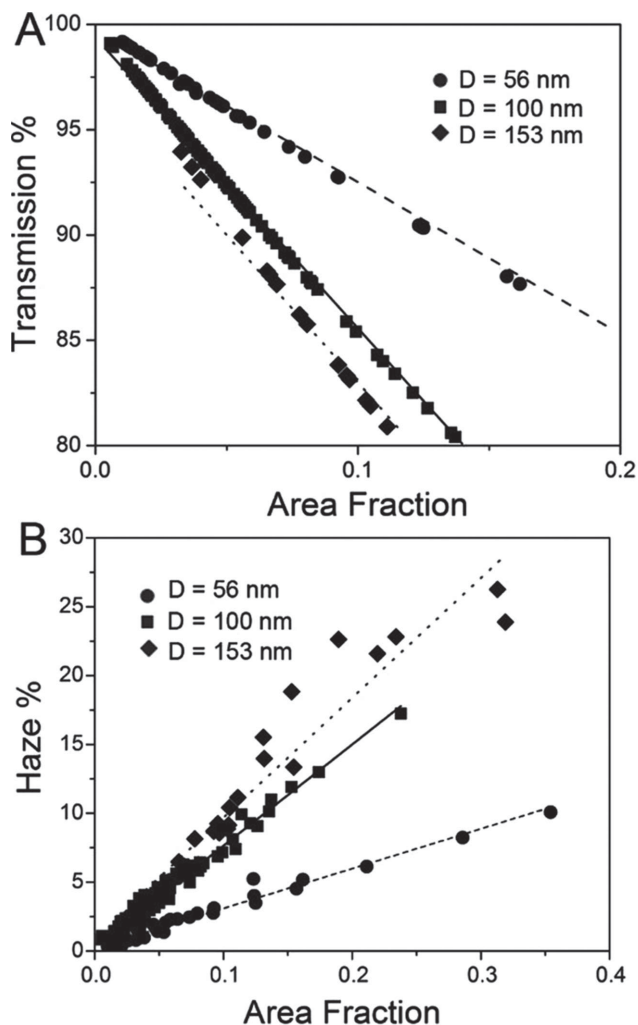 A
100
95
90
85
80
Transmission %
D = 56 nm
D = 100 nm
D = 153 nm
0.0
0.1
0.2
Area Fraction
B
30
25
20
15
10
5
0
Haze %
D = 56 nm
D = 100 nm
D = 153 nm
0.0
0.1
0.2
0.3
0.4
Area Fraction